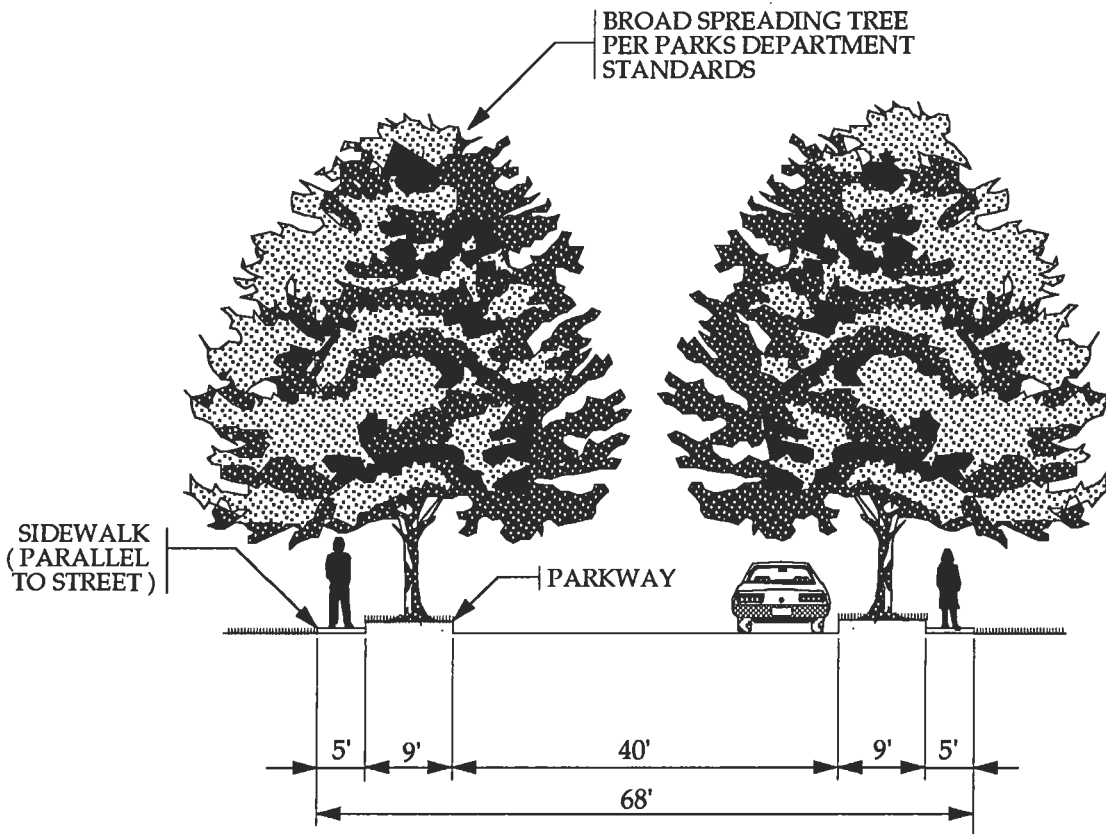 BROAD SPREADING TREE
PER PARKS DEPARTMENT
STANDARDS
SIDEWALK
( PARALLEL
TO STREET )
PARKWAY
5'
9'
40'
9'
5'
68'